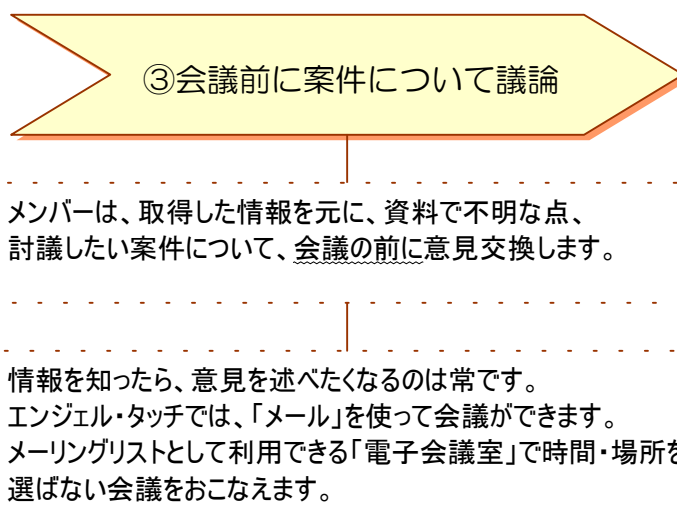 ③会議前に案件について議論
メンバーは、取得した情報を元に、資料で不明な点、
討議したい案件について、会議の前に意見交換します。
情報を知ったら、意見を述べたくなるのは常です。
エンジェル・タッチでは、「メール」を使って会議ができます。
メーリングリストとして利用できる「電子会議室」で時間・場所を
選ばない会議をおこなえます。